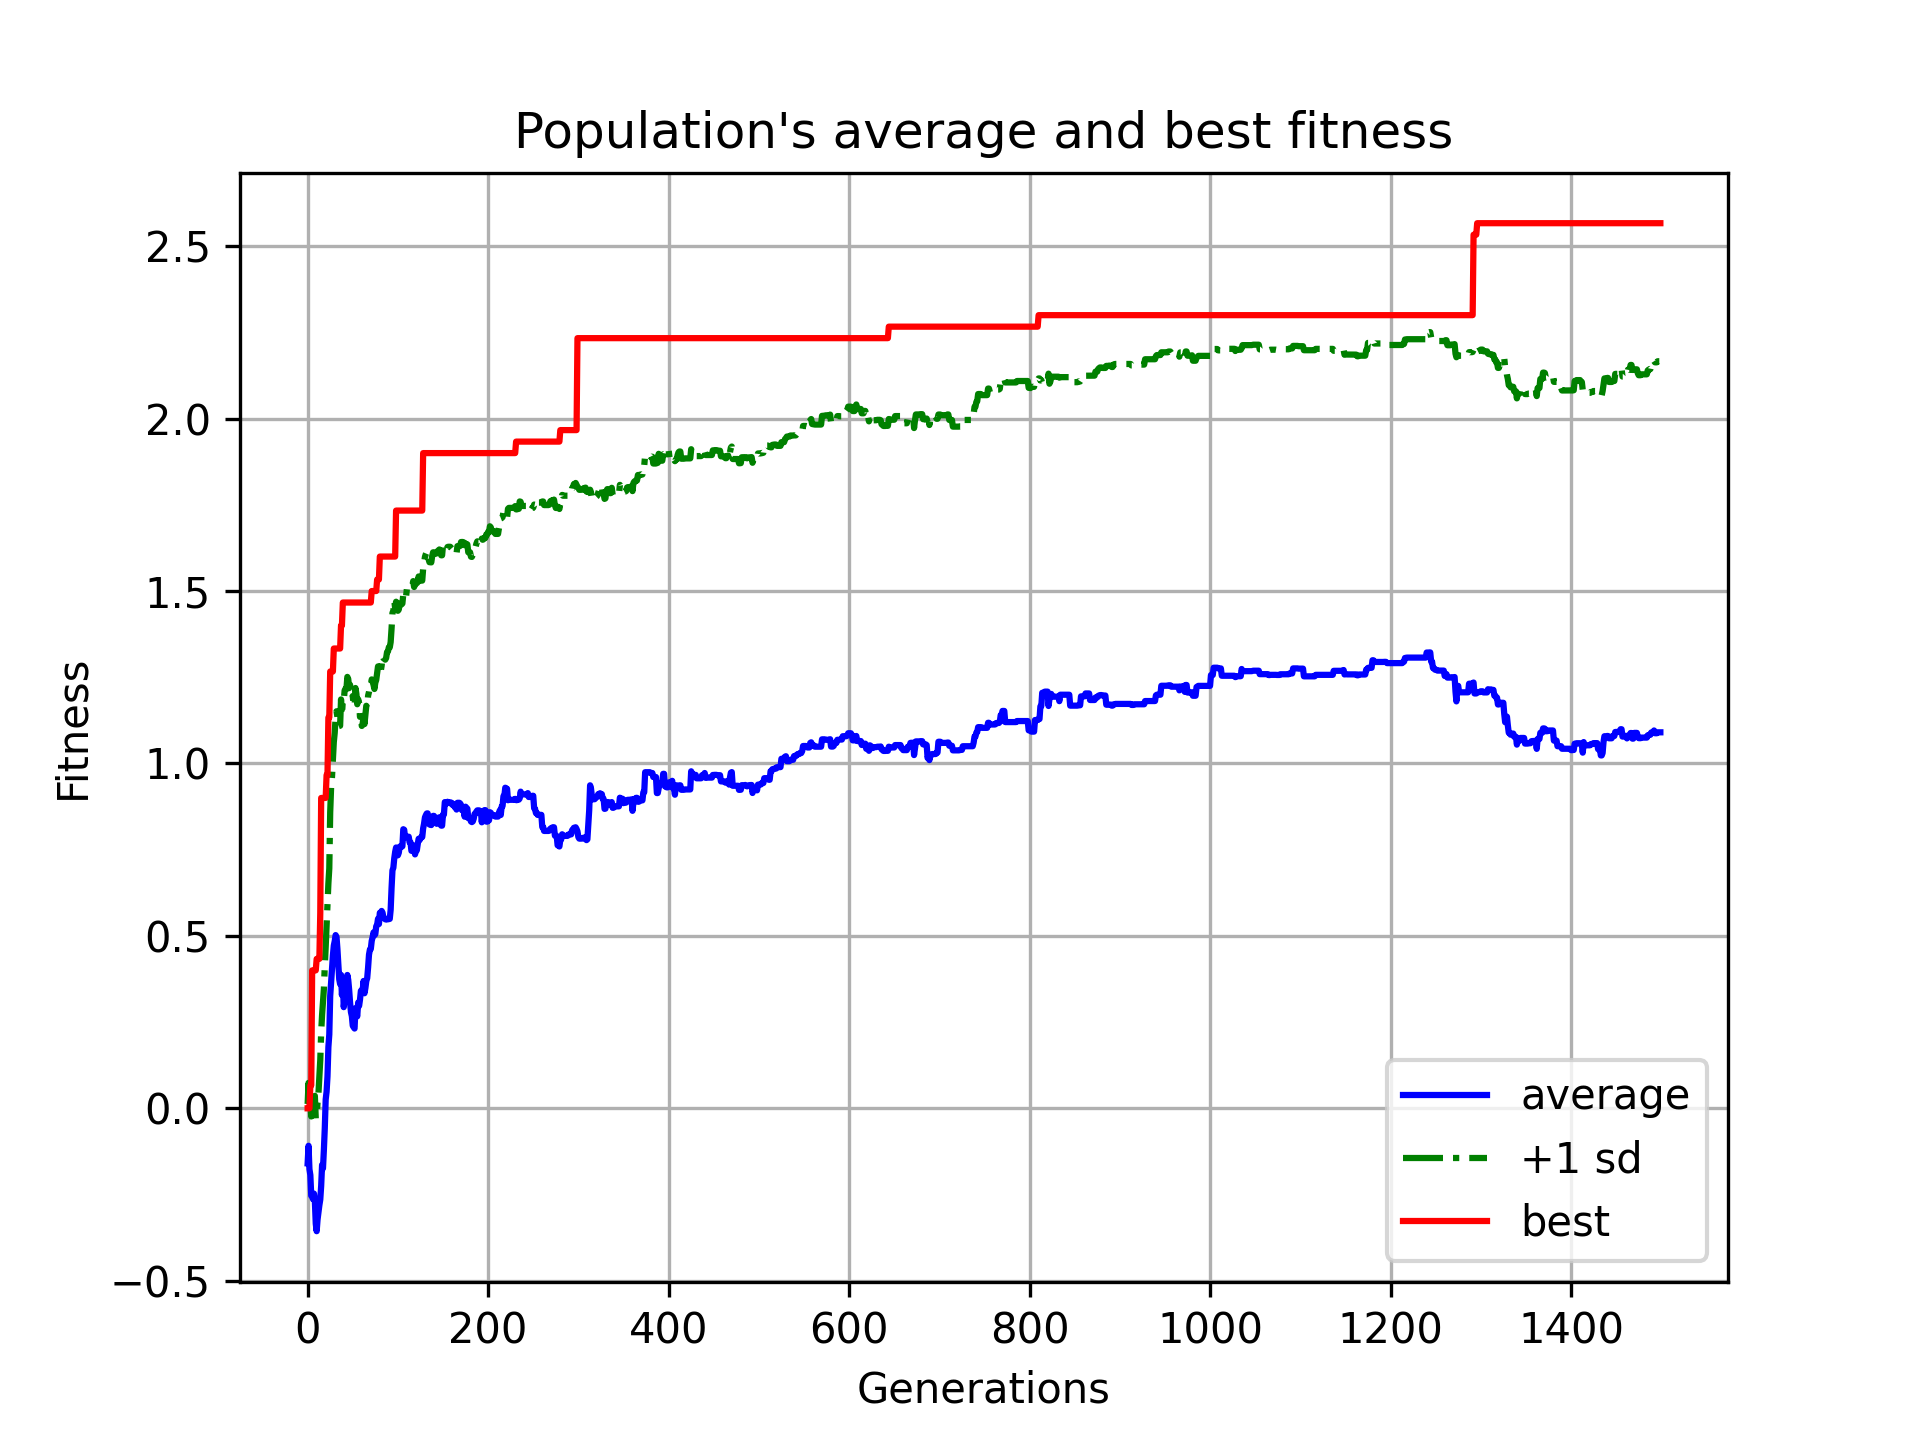 Population's average and best fitness
Fitness
2.5
2.0
1.5
1.0
0.5
0.0
−0.5
0 200 400 600 800 1000 1200 1400
Generations
average
+1 sd
best